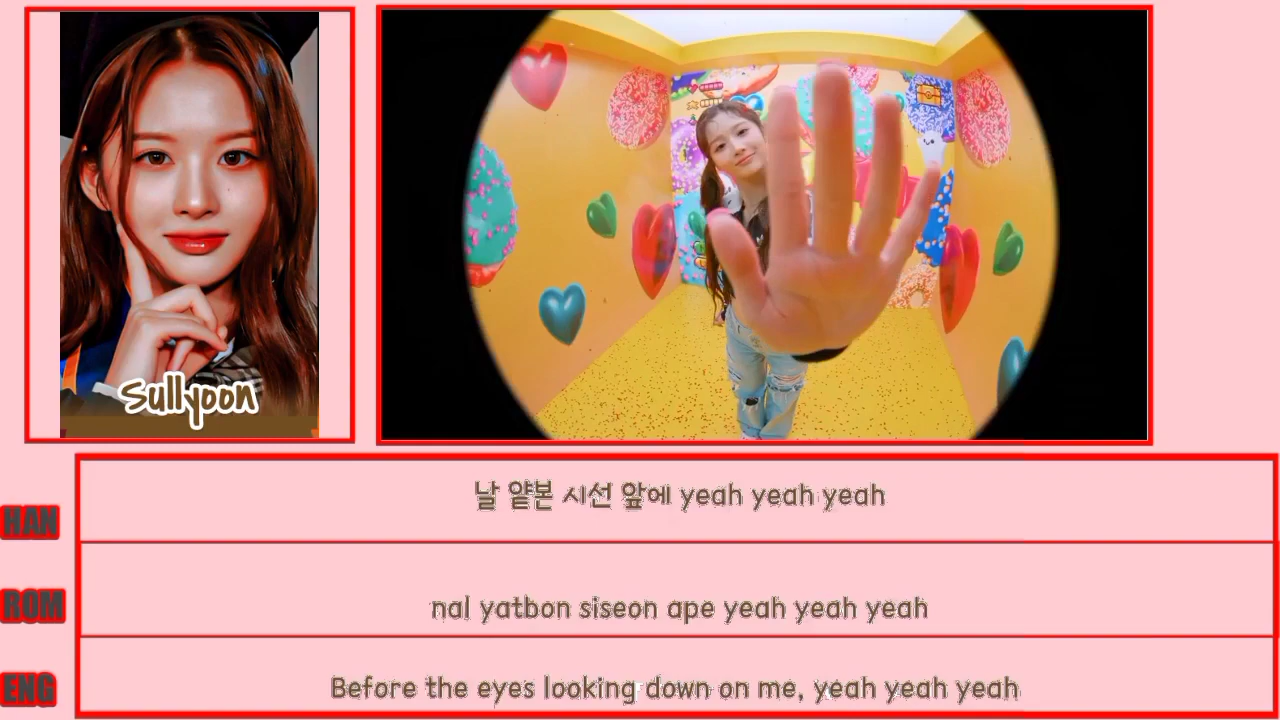 Sullyoon
HAN
날 얕본 시선 앞에 yeah yeah yeah
ROM
nal yatbon siseon ape yeah yeah yeah
ENG
Before the eyes looking down on me, yeah yeah yeah